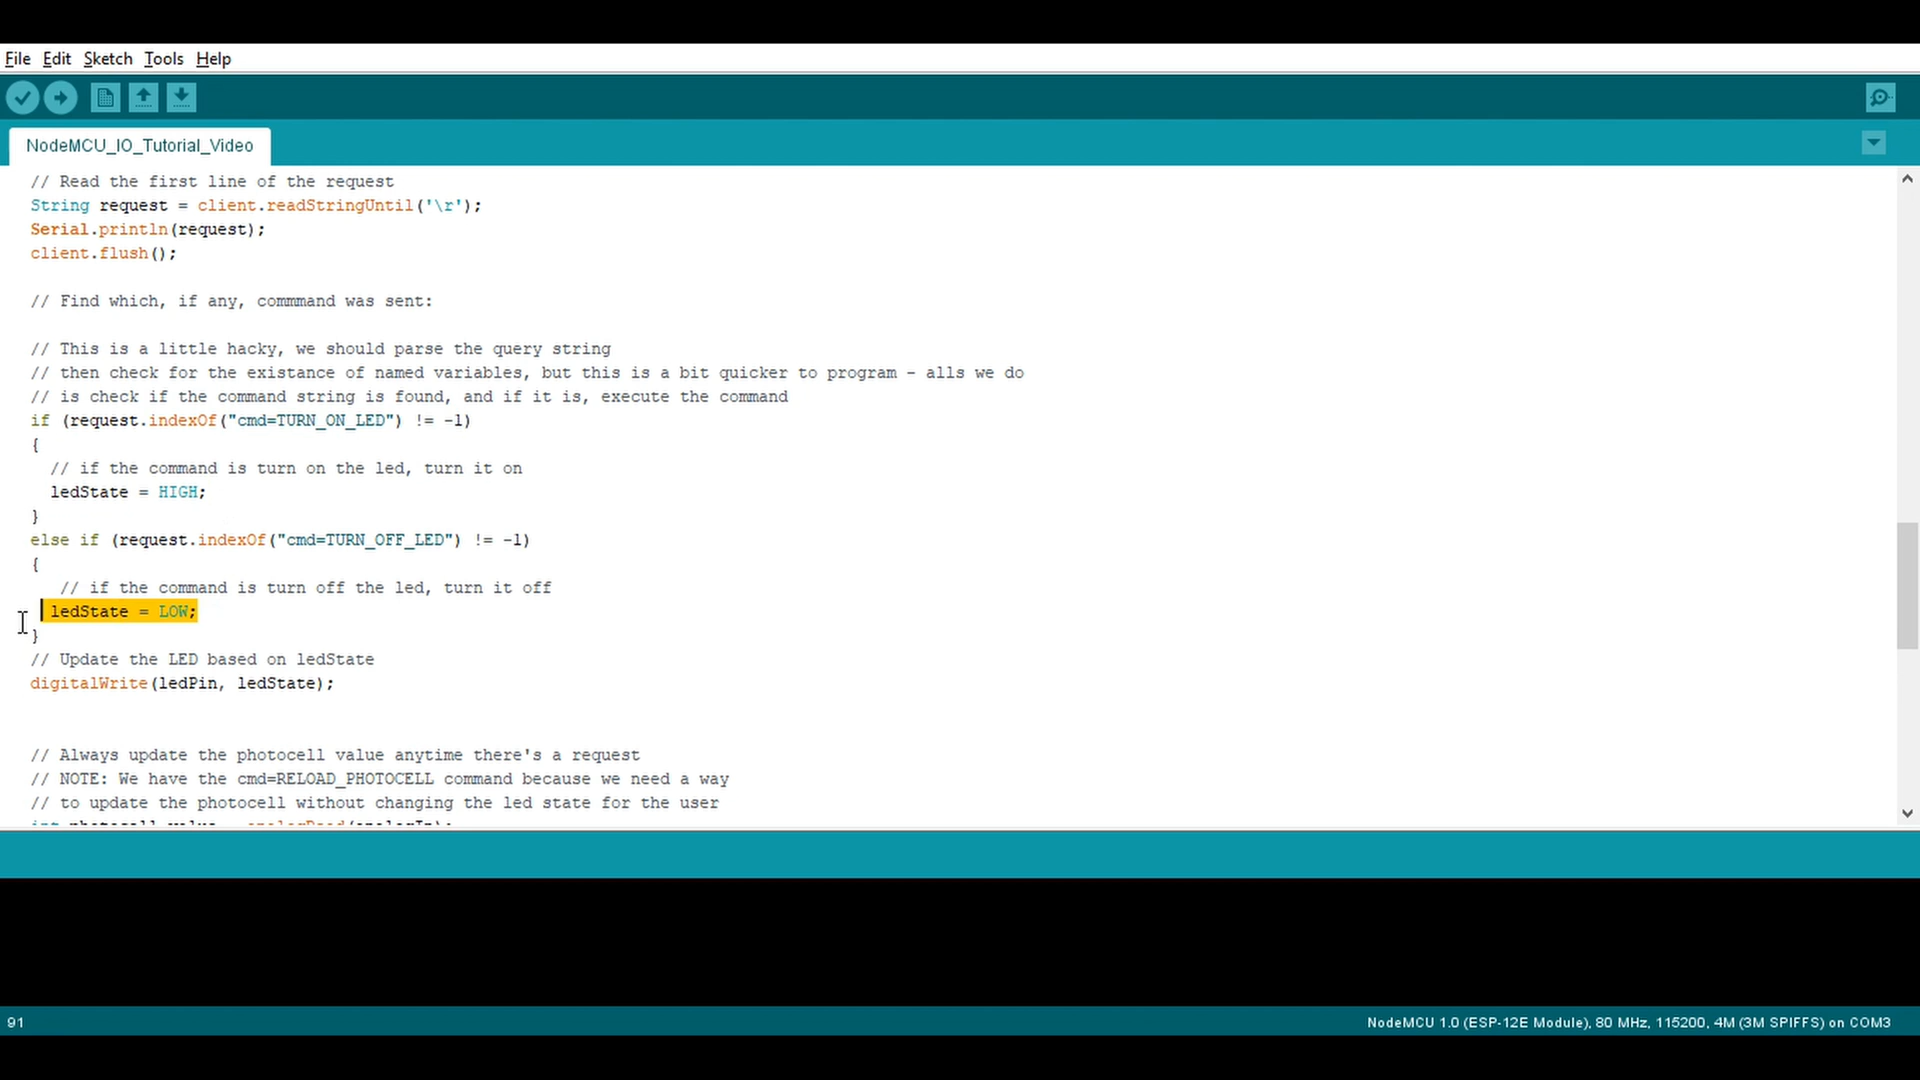 File Edit Sketch Tools Help
NodeMCU_IO_Tutorial_Video
// Read the first line of the request
String request = client.readStringUntil('\r');
Serial.println(request);
client.flush();
// Find which, if any, commmand was sent:
// This is a little hacky, we should parse the query string
// then check for the existance of named variables, but this is a bit quicker to program - alls we do
// is check if the command string is found, and if it is, execute the command
if (request.indexOf("cmd=TURN_ON_LED") != -1)
{
// if the command is turn on the led, turn it on
ledState = HIGH;
}
else if (request.indexOf("cmd=TURN_OFF_LED") != -1)
{
// if the command is turn off the led, turn it off
ledState = LOW;
}
// Update the LED based on ledState
digitalWrite(ledPin, ledState);
// Always update the photocell value anytime there's a request
// NOTE: We have the cmd=RELOAD_PHOTOCELL command because we need a way
// to update the photocell without changing the led state for the user
91
NodeMCU 1.0 (ESP-12E Module), 80 MHz, 115200, 4M (3M SPIFFS) on COM3